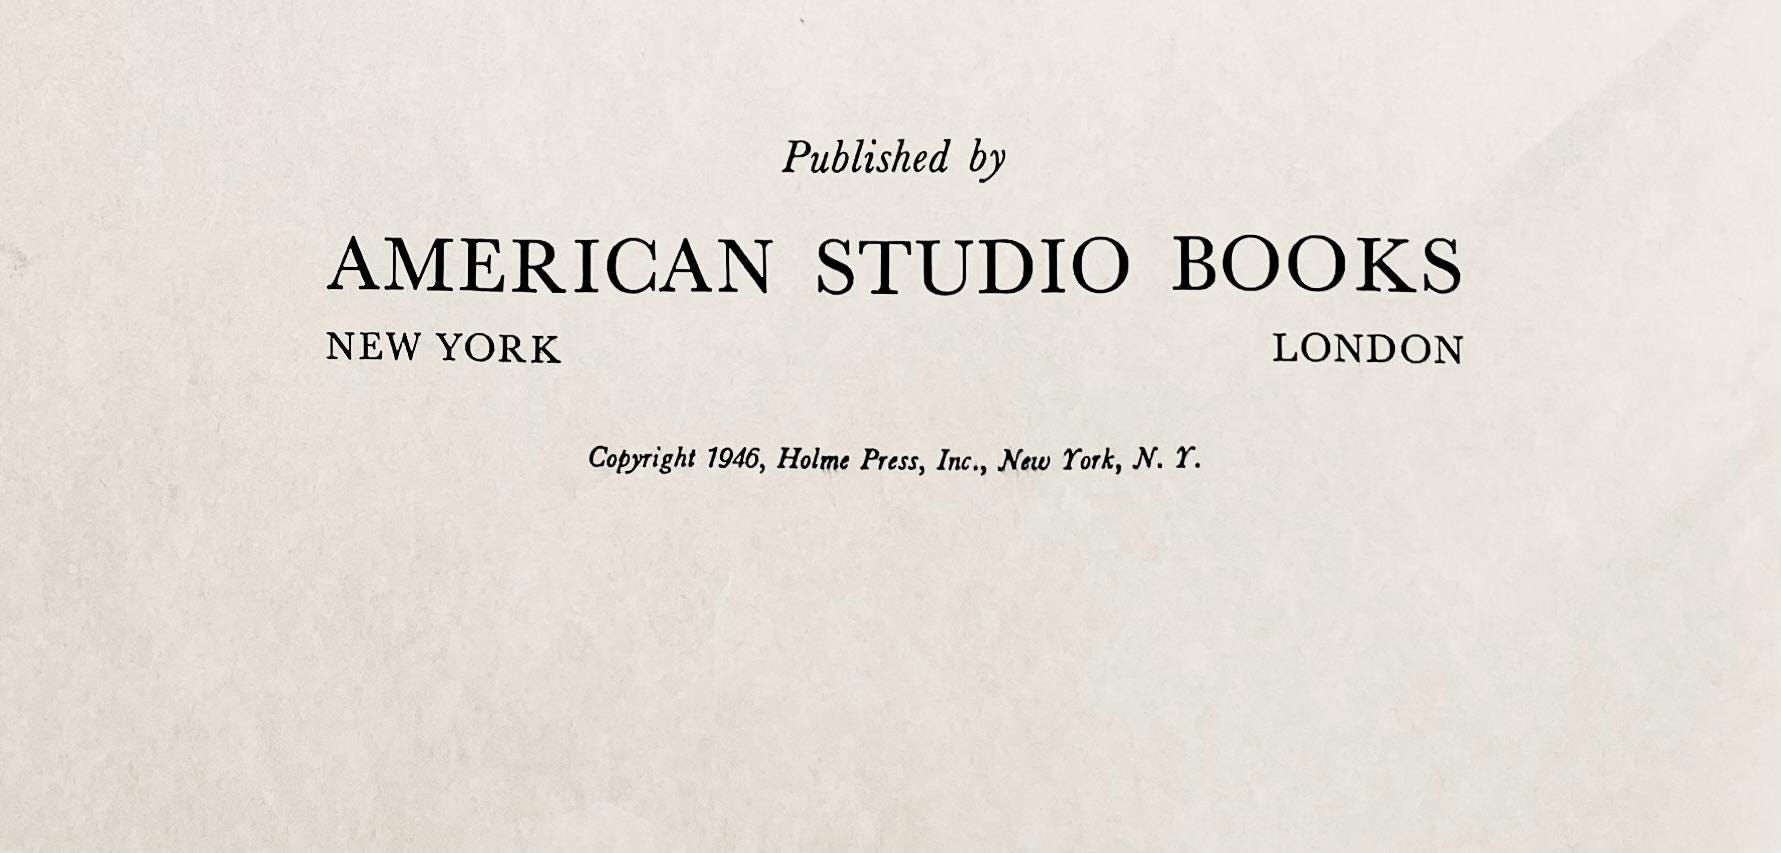 Published by
AMERICAN STUDIO BOOKS
NEW YORK LONDON
Copyright 1946, Holme Press, Inc., New York, N. Y.